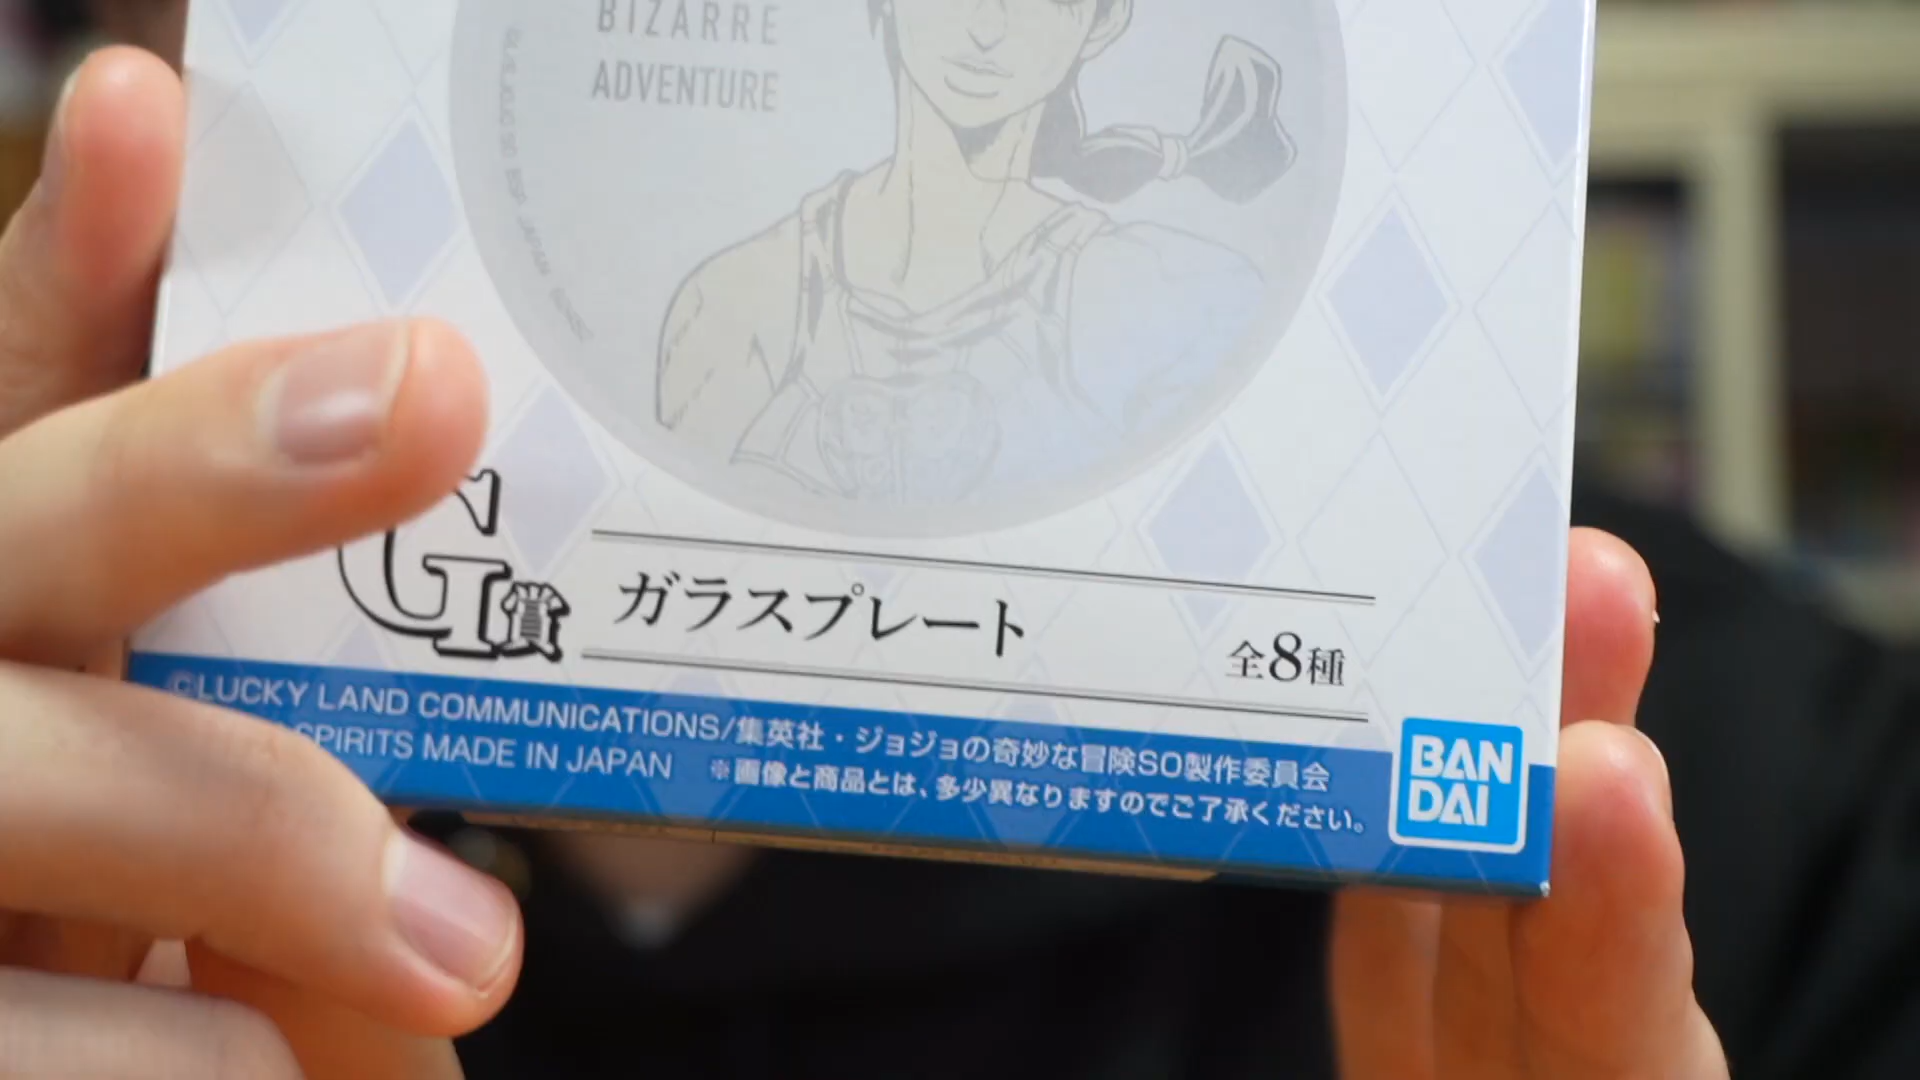 BIZARRE
ADVENTURE
G賞 ガラスプレート 全8種
©LUCKY LAND COMMUNICATIONS/集英社・ジョジョの奇妙な冒険SO製作委員会
SPIRITS MADE IN JAPAN ※画像と商品とは、多少異なりますのでご了承ください。
BAN
DAI